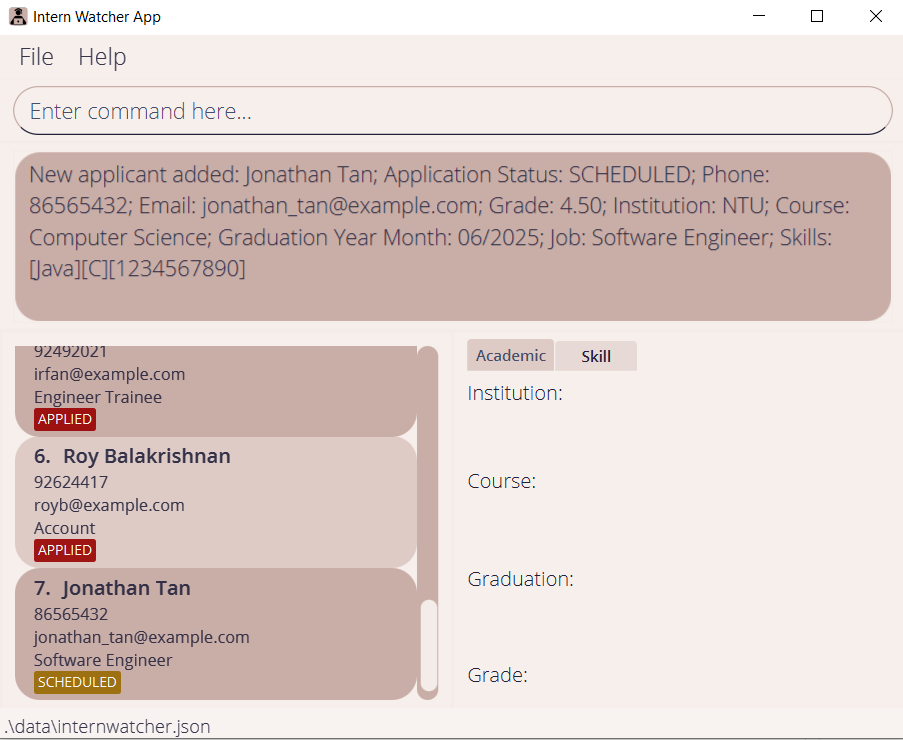 Intern Watcher App
File Help
Enter command here...
New applicant added: Jonathan Tan; Application Status: SCHEDULED; Phone:
86565432; Email: jonathan_tan@example.com; Grade: 4.50; Institution: NTU; Course:
Computer Science; Graduation Year Month: 06/2025; Job: Software Engineer; Skills:
[Java][C][1234567890]
92492021
irfan@example.com
Engineer Trainee
APPLIED
6. Roy Balakrishnan
92624417
royb@example.com
Account
APPLIED
7. Jonathan Tan
86565432
jonathan_tan@example.com
Software Engineer
SCHEDULED
Academic Skill
Institution:
Course:
Graduation:
Grade:
.\data\internwatcher.json